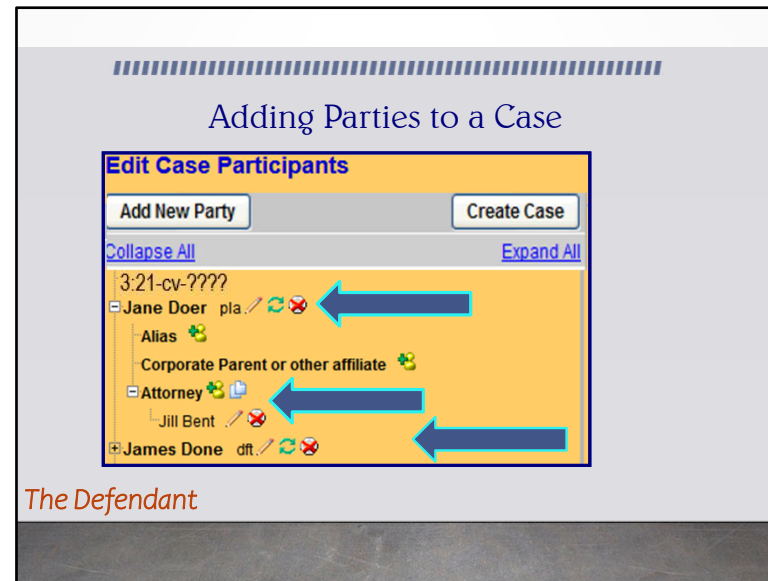 Adding Parties to a Case
Edit Case Participants
Add New Party Create Case
Collapse All Expand All
3:21-cv-????
Jane Doer pla
Alias
Corporate Parent or other affiliate
Attorney
Jill Bent
James Done dft
The Defendant